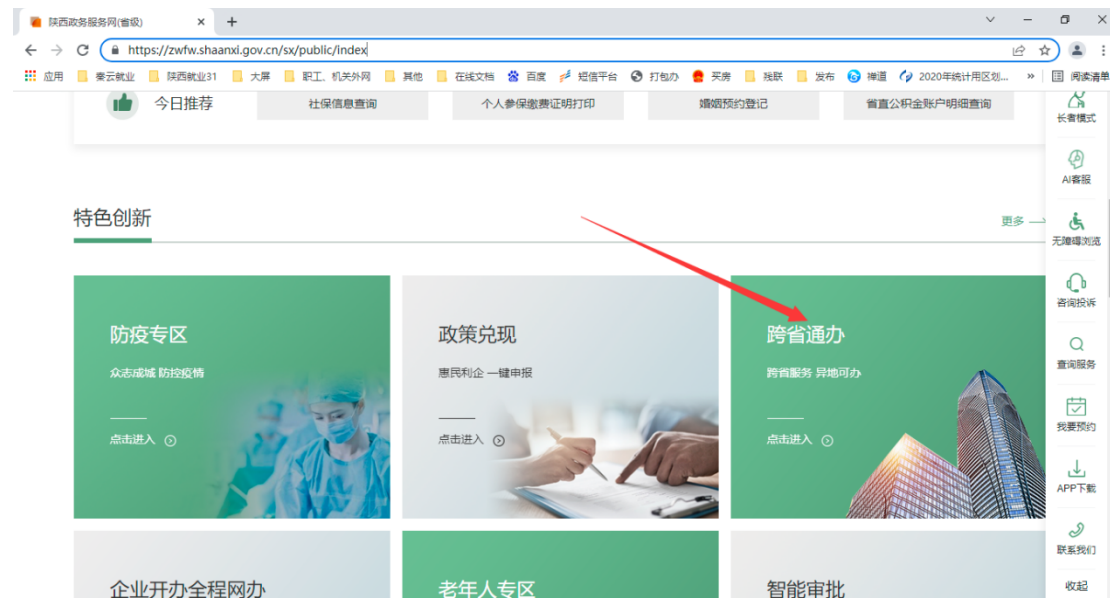 陕西政务服务网(省级)
https://zwfw.shaanxi.gov.cn/sx/public/index
应用 秦云就业 陕西就业31 大屏 职工、机关外网 其他 在线文档 百度 短信平台 打包办 买房 残联 发布 禅道 2020年统计用区划... » 阅读清单
今日推荐 社保信息查询 个人参保缴费证明打印 婚姻预约登记 省直公积金账户明细查询
长者模式
AI客服
特色创新
更多
无障碍浏览
咨询投诉
防疫专区
众志成城 防控疫情
点击进入
政策兑现
惠民利企 一键申报
点击进入
跨省通办
跨省服务 异地可办
点击进入
查询服务
我要预约
APP下载
联系我们
收起
企业开办全程网办
老年人专区
智能审批